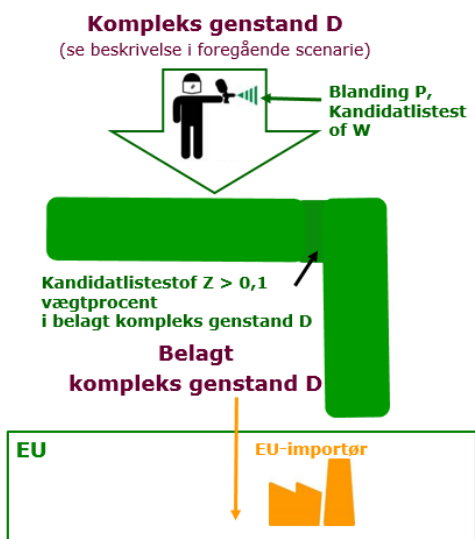 Kompleks genstand D
(se beskrivelse i foregående scenarie)
Blanding P,
Kandidatlistest
of W
Kandidatlistestof Z > 0,1
vægtprocent
i belagt kompleks genstand D
Belagt
kompleks genstand D
EU
EU-importør